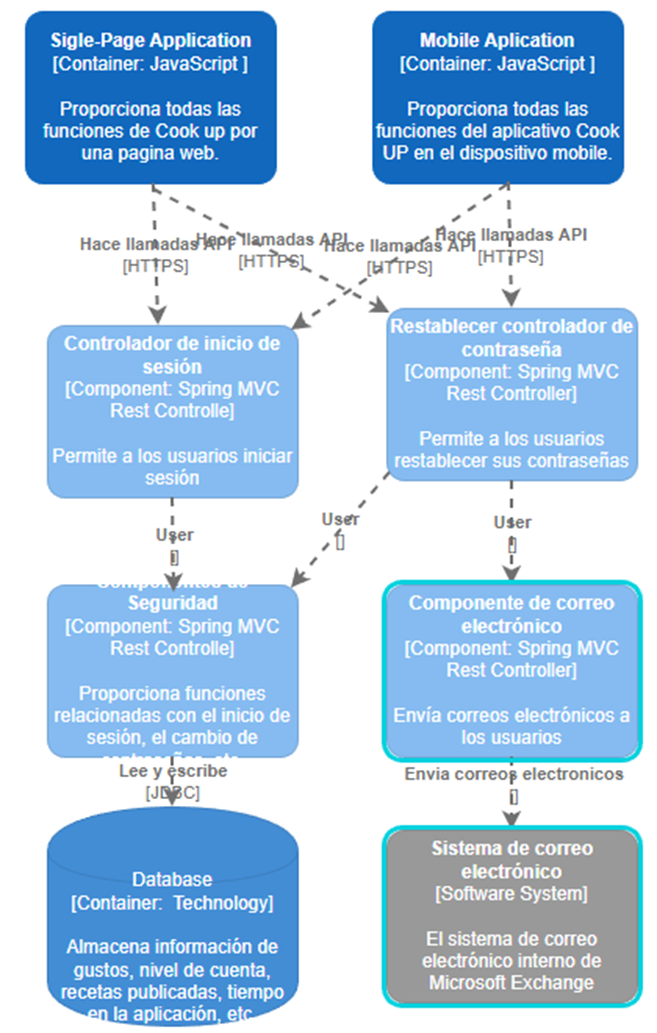 Sigle-Page Application
[Container: JavaScript ]
Proporciona todas las
funciones de Cook up por
una pagina web.
Mobile Aplication
[Container: JavaScript ]
Proporciona todas las
funciones del aplicativo Cook
UP en el dispositivo mobile.
Hace llamadas API
[HTTPS]
Hace llamadas API
[HTTPS]
Hace llamadas API
[HTTPS]
Hace llamadas API
[HTTPS]
Controlador de inicio de
sesión
[Component: Spring MVC
Rest Controlle]
Permite a los usuarios iniciar
sesión
Restablecer controlador de
contraseña
[Component: Spring MVC
Rest Controller]
Permite a los usuarios
restablecer sus contraseñas
User
[]
User
[]
User
[]
Componentes de
Seguridad
[Component: Spring MVC
Rest Controlle]
Proporciona funciones
relacionadas con el inicio de
sesión, el cambio de
contraseñas, etc.
Componente de correo
electrónico
[Component: Spring MVC
Rest Controller]
Envía correos electrónicos a
los usuarios
Lee y escribe
[JDBC]
Envia correos electronicos
[]
Database
[Container:  Technology]
Almacena información de
gustos, nivel de cuenta,
recetas publicadas, tiempo
en la aplicación, etc
Sistema de correo
electrónico
[Software System]
El sistema de correo
electrónico interno de
Microsoft Exchange